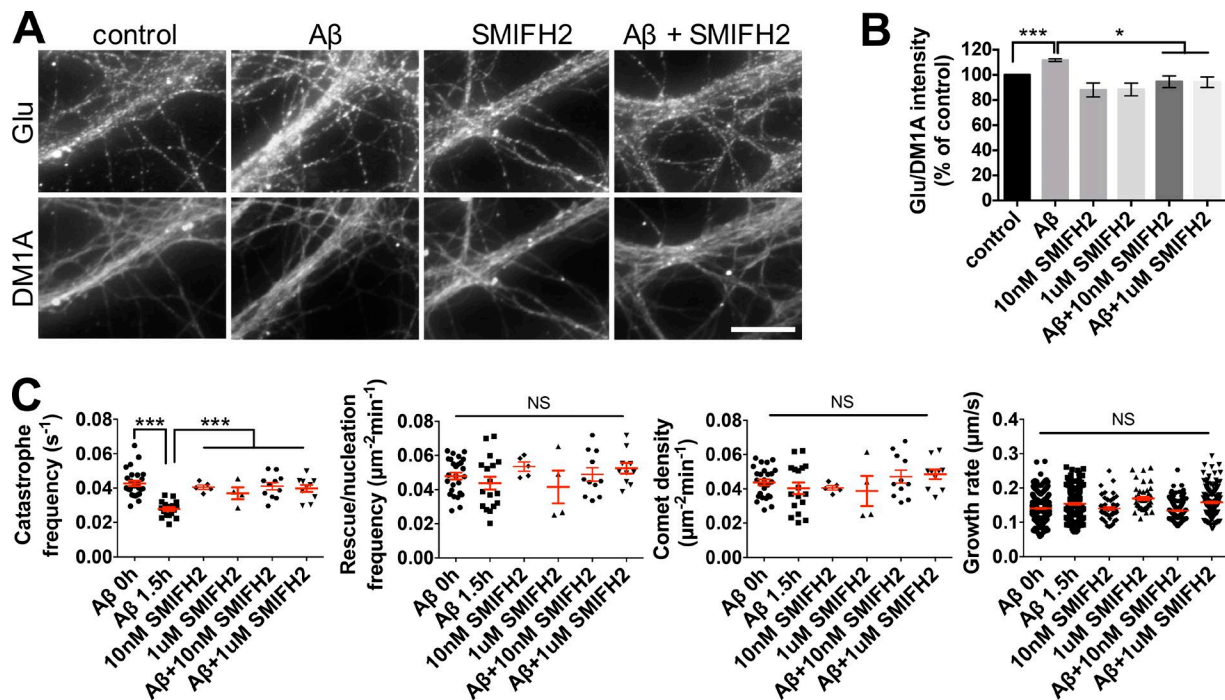 A
control
Aβ
SMIFH2
Aβ + SMIFH2
Glu
DM1A
B
Glu/DM1A intensity
(% of control)
120
100
80
60
40
20
0
***
*
control
Aβ
10nM SMIFH2
1uM SMIFH2
Aβ+10nM SMIFH2
Aβ+1uM SMIFH2
C
Catastrophe
frequency (s⁻¹)
0.08
0.06
0.04
0.02
0.00
***
***
Aβ 0h
Aβ 1.5h
10nM SMIFH2
1uM SMIFH2
Aβ+10nM SMIFH2
Aβ+1uM SMIFH2
Rescue/nucleation
frequency (μm⁻²min⁻¹)
0.08
0.06
0.04
0.02
0.00
NS
Aβ 0h
Aβ 1.5h
10nM SMIFH2
1uM SMIFH2
Aβ+10nM SMIFH2
Aβ+1uM SMIFH2
Comet density
(μm⁻²min⁻¹)
0.08
0.06
0.04
0.02
0.00
NS
Aβ 0h
Aβ 1.5h
10nM SMIFH2
1uM SMIFH2
Aβ+10nM SMIFH2
Aβ+1uM SMIFH2
Growth rate (μm/s)
0.4
0.3
0.2
0.1
0.0
NS
Aβ 0h
Aβ 1.5h
10nM SMIFH2
1uM SMIFH2
Aβ+10nM SMIFH2
Aβ+1uM SMIFH2